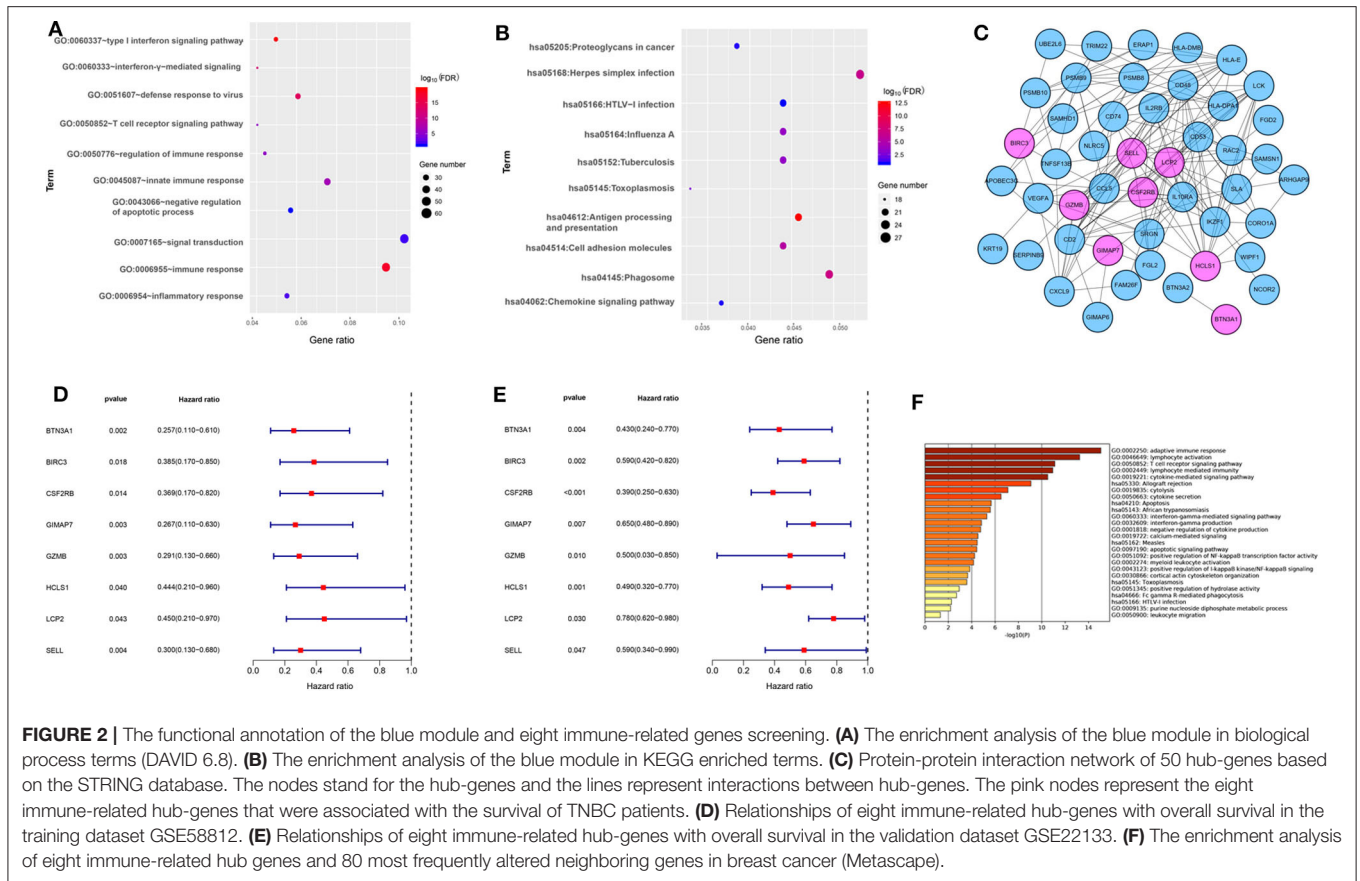 A
GO:0060337~type I interferon signaling pathway
GO:0060333~interferon-γ~mediated signaling
GO:0051607~defense response to virus
GO:0050852~T cell receptor signaling pathway
GO:0050776~regulation of immune response
GO:0045087~innate immune response
GO:0043066~negative regulation
of apoptotic process
GO:0007165~signal transduction
GO:0006955~immune response
GO:0006954~inflammatory response
Term
0.04 0.06 0.08 0.10
Gene ratio
log10(FDR)
15
10
5
Gene number
30
40
50
60
B
hsa05205:Proteoglycans in cancer
hsa05168:Herpes simplex infection
hsa05166:HTLV~I infection
hsa05164:Influenza A
hsa05152:Tuberculosis
hsa05145:Toxoplasmosis
hsa04612:Antigen processing
and presentation
hsa04514:Cell adhesion molecules
hsa04145:Phagosome
hsa04062:Chemokine signaling pathway
Term
0.035 0.040 0.045 0.050
Gene ratio
log10(FDR)
12.5
10.0
7.5
5.0
2.5
Gene number
18
21
24
27
C
UBE2L6
TRIM22
ERAP1
HLA-DMB
HLA-E
PSMB9
PSMB8
CD48
LCK
PSMB10
IL2RB
HLA-DPA1
SAMHD1
CD74
FGD2
BIRC3
NLRC5
CD53
SELL
LCP2
RAC2
SAMSN1
TNFSF13B
APOBEC3G
CSF2RB
SLA
ARHGAP9
VEGFA
GZMB
CCL5
IL10RA
IKZF1
CORO1A
KRT19
SERPINB9
CD2
SRGN
GIMAP7
HCLS1
WIPF1
FGL2
CXCL9
FAM26F
BTN3A2
NCOR2
GIMAP6
BTN3A1
D
pvalue Hazard ratio
BTN3A1 0.002 0.257(0.110−0.610)
BIRC3 0.018 0.385(0.170−0.850)
CSF2RB 0.014 0.369(0.170−0.820)
GIMAP7 0.003 0.267(0.110−0.630)
GZMB 0.003 0.291(0.130−0.660)
HCLS1 0.040 0.444(0.210−0.960)
LCP2 0.043 0.450(0.210−0.970)
SELL 0.004 0.300(0.130−0.680)
0.0 0.2 0.4 0.6 0.8 1.0
Hazard ratio
E
pvalue Hazard ratio
BTN3A1 0.004 0.430(0.240−0.770)
BIRC3 0.002 0.590(0.420−0.820)
CSF2RB <0.001 0.390(0.250−0.630)
GIMAP7 0.007 0.650(0.480−0.890)
GZMB 0.010 0.500(0.030−0.850)
HCLS1 0.001 0.490(0.320−0.770)
LCP2 0.030 0.780(0.620−0.980)
SELL 0.047 0.590(0.340−0.990)
0.0 0.2 0.4 0.6 0.8 1.0
Hazard ratio
F
GO:0002250: adaptive immune response
GO:0046649: lymphocyte activation
GO:0050852: T cell receptor signaling pathway
GO:0002449: lymphocyte mediated immunity
GO:0019221: cytokine-mediated signaling pathway
hsa05330: Allograft rejection
GO:0019835: cytolysis
GO:0050663: cytokine secretion
hsa04210: Apoptosis
hsa05143: African trypanosomiasis
GO:0060333: interferon-gamma-mediated signaling pathway
GO:0032609: interferon-gamma production
GO:0001818: negative regulation of cytokine production
GO:0019722: calcium-mediated signaling
hsa05162: Measles
GO:0097190: apoptotic signaling pathway
GO:0051092: positive regulation of NF-kappaB transcription factor activity
GO:0002274: myeloid leukocyte activation
GO:0043123: positive regulation of I-kappaB kinase/NF-kappaB signaling
GO:0030866: cortical actin cytoskeleton organization
hsa05145: Toxoplasmosis
GO:0051345: positive regulation of hydrolase activity
hsa04666: Fc gamma R-mediated phagocytosis
hsa05166: HTLV-I infection
GO:0009135: purine nucleoside diphosphate metabolic process
GO:0050900: leukocyte migration
0 2 4 6 8 10 12 14
-log10(P)
FIGURE 2 | The functional annotation of the blue module and eight immune-related genes screening. (A) The enrichment analysis of the blue module in biological
process terms (DAVID 6.8). (B) The enrichment analysis of the blue module in KEGG enriched terms. (C) Protein-protein interaction network of 50 hub-genes based
on the STRING database. The nodes stand for the hub-genes and the lines represent interactions between hub-genes. The pink nodes represent the eight
immune-related hub-genes that were associated with the survival of TNBC patients. (D) Relationships of eight immune-related hub-genes with overall survival in the
training dataset GSE58812. (E) Relationships of eight immune-related hub-genes with overall survival in the validation dataset GSE22133. (F) The enrichment analysis
of eight immune-related hub genes and 80 most frequently altered neighboring genes in breast cancer (Metascape).